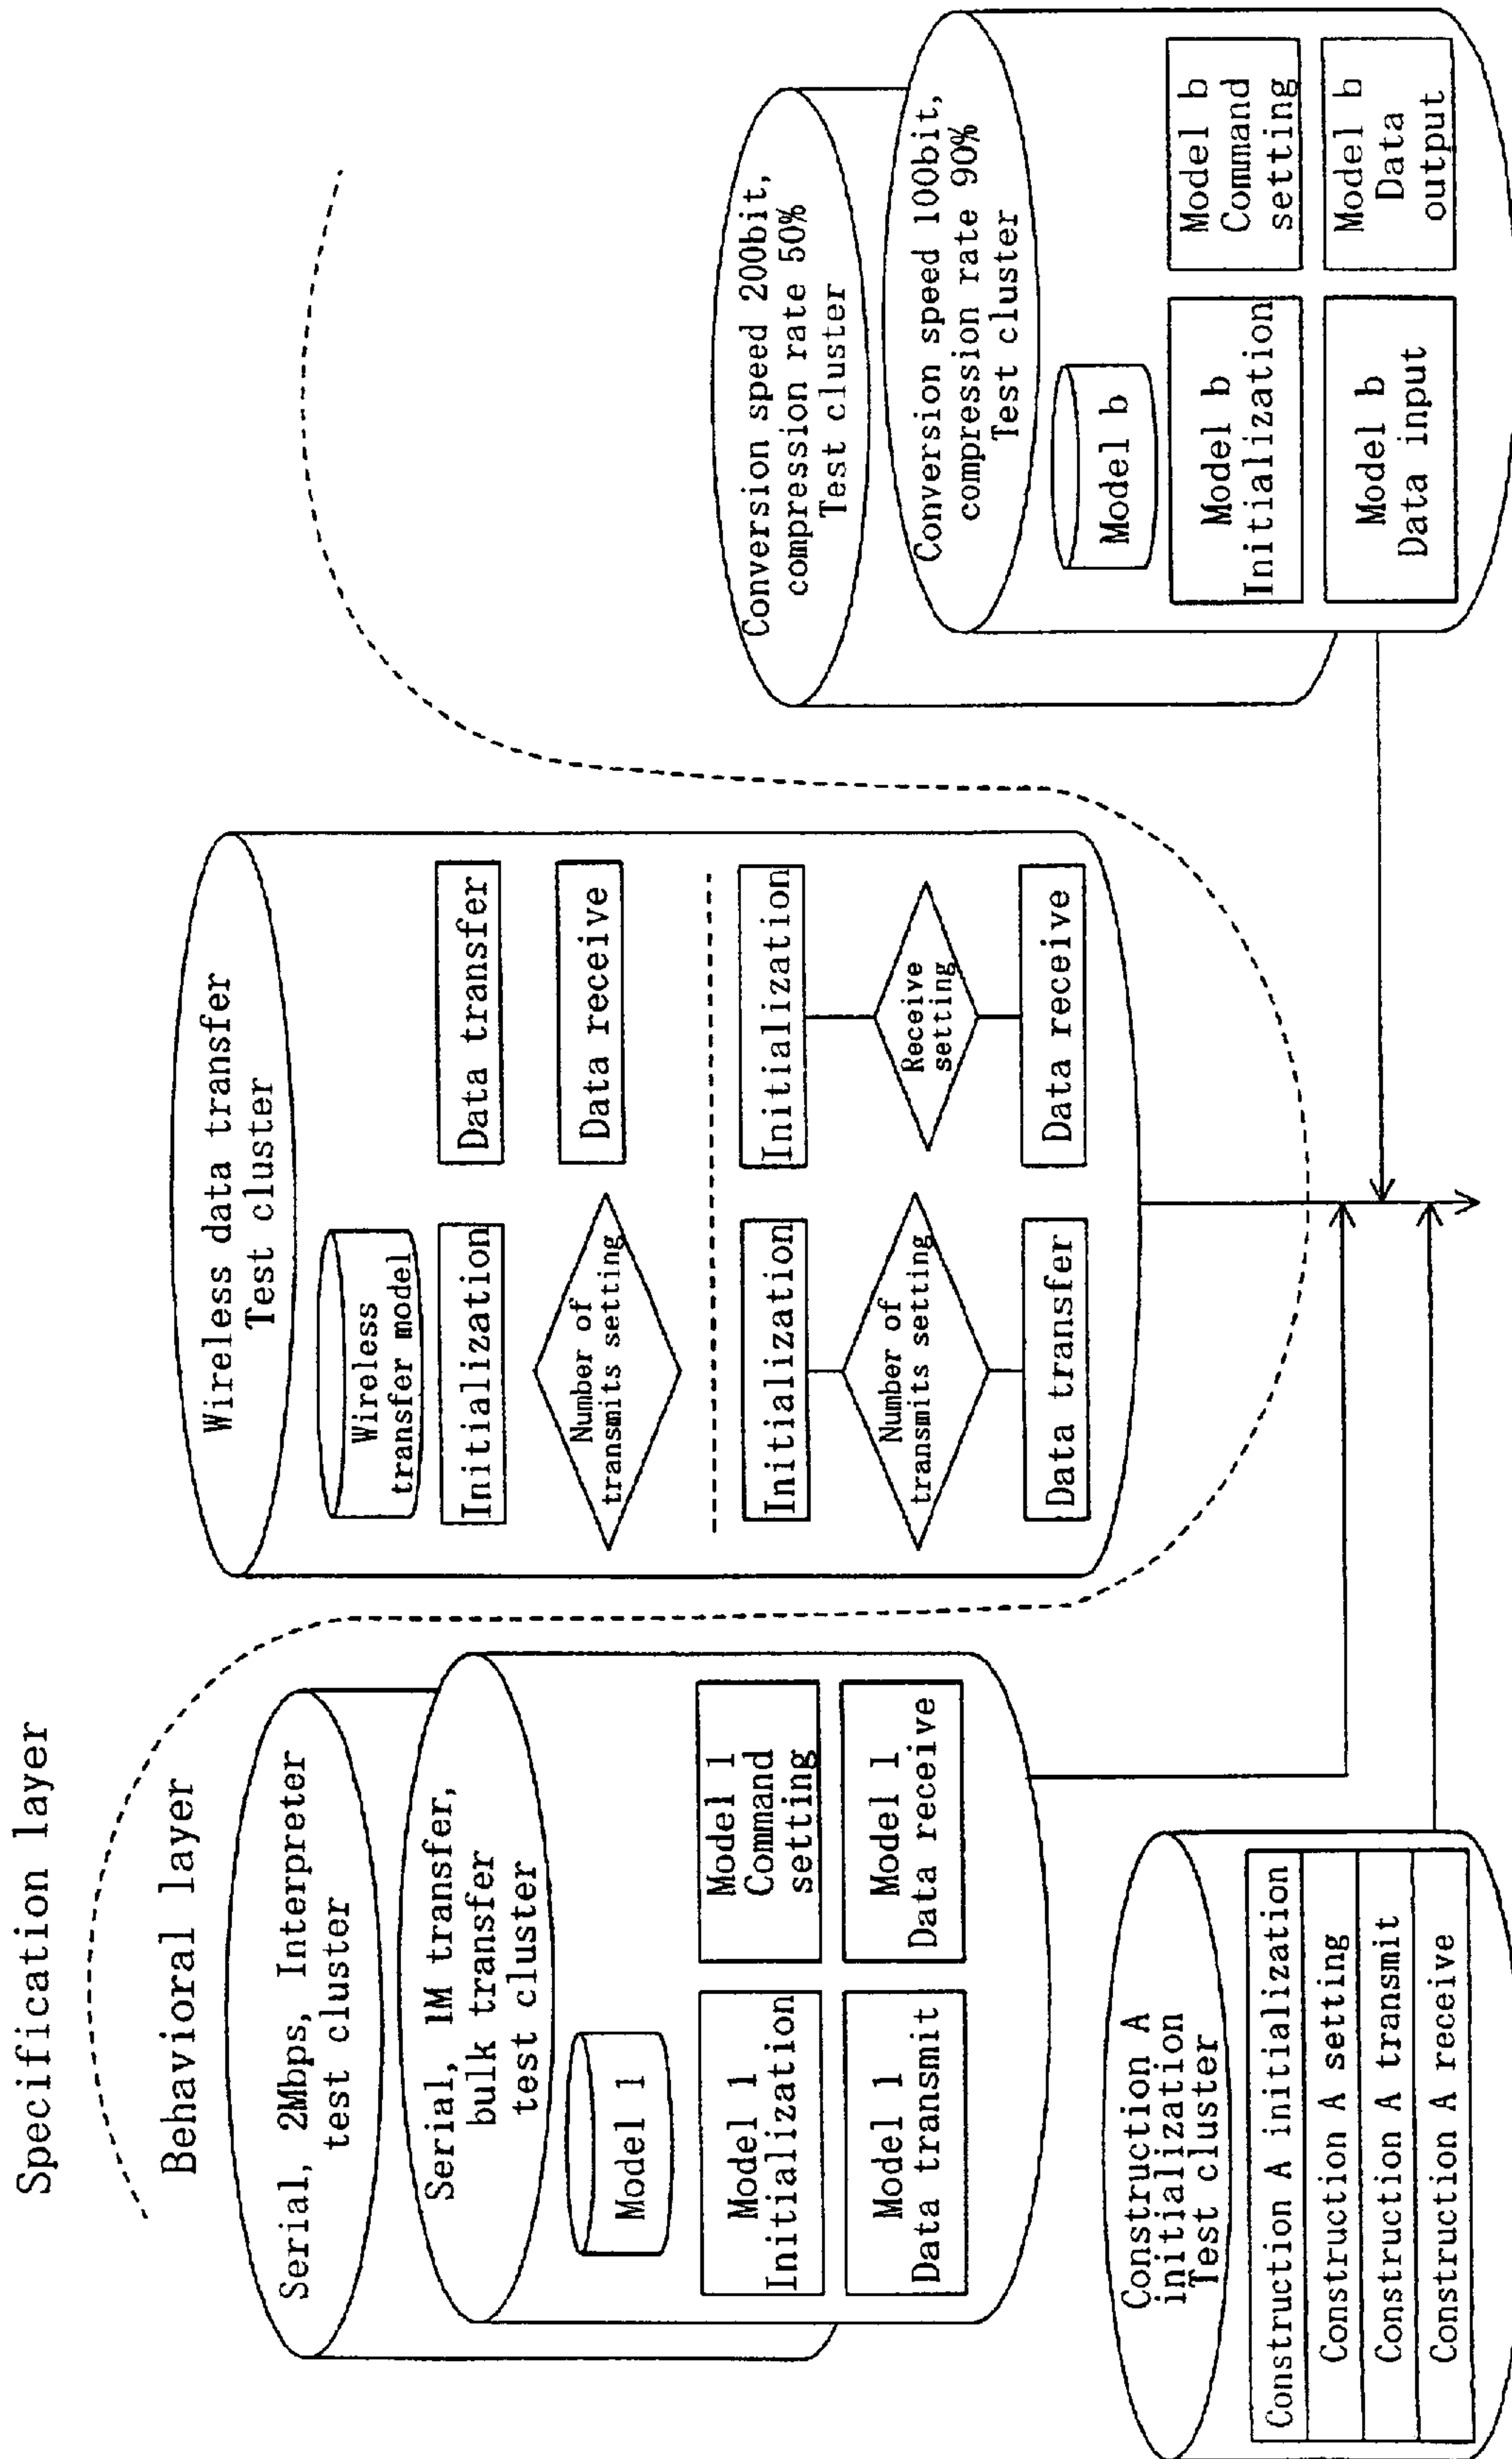 Specification layer
Behavioral layer
Serial, 2Mbps, Interpreter
test cluster
Serial, 1M transfer,
bulk transfer
test cluster
Model 1
Model 1
Initialization
Model 1
Command
setting
Model 1
Data transmit
Model 1
Data receive
Construction A
initialization
Test cluster
Construction A initialization
Construction A setting
Construction A transmit
Construction A receive
Wireless data transfer
Test cluster
Wireless
transfer model
Initialization
Data transfer
Number of
transmits setting
Data receive
Initialization
Initialization
Number of
transmits setting
Receive
setting
Data transfer
Data receive
Conversion speed 200bit,
compression rate 50%
Test cluster
Conversion speed 100bit,
compression rate 90%
Test cluster
Model b
Model b
Initialization
Model b
Command
setting
Model b
Data input
Model b
Data
output